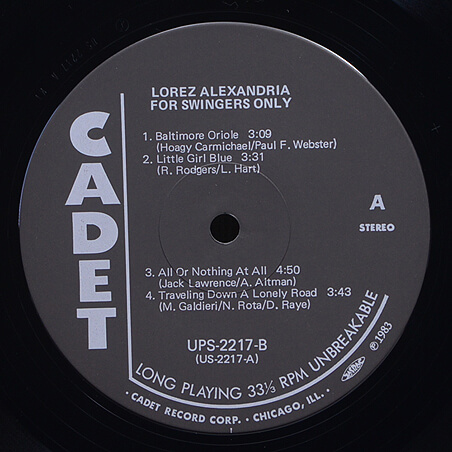 CADET
LOREZ ALEXANDRIA
FOR SWINGERS ONLY
1. Baltimore Oriole 3:09
(Hoagy Carmichael/Paul F. Webster)
2. Little Girl Blue 3:31
(R. Rodgers/L. Hart)
A
STEREO
3. All Or Nothing At All 4:50
(Jack Lawrence/A. Altman)
4. Traveling Down A Lonely Road 3:43
(M. Galdieri/N. Rota/D. Raye)
UPS-2217-B
(US-2217-A)
LONG PLAYING 33⅓ RPM UNBREAKABLE
℗ 1983
· CADET RECORD CORP. · CHICAGO, ILL. ·